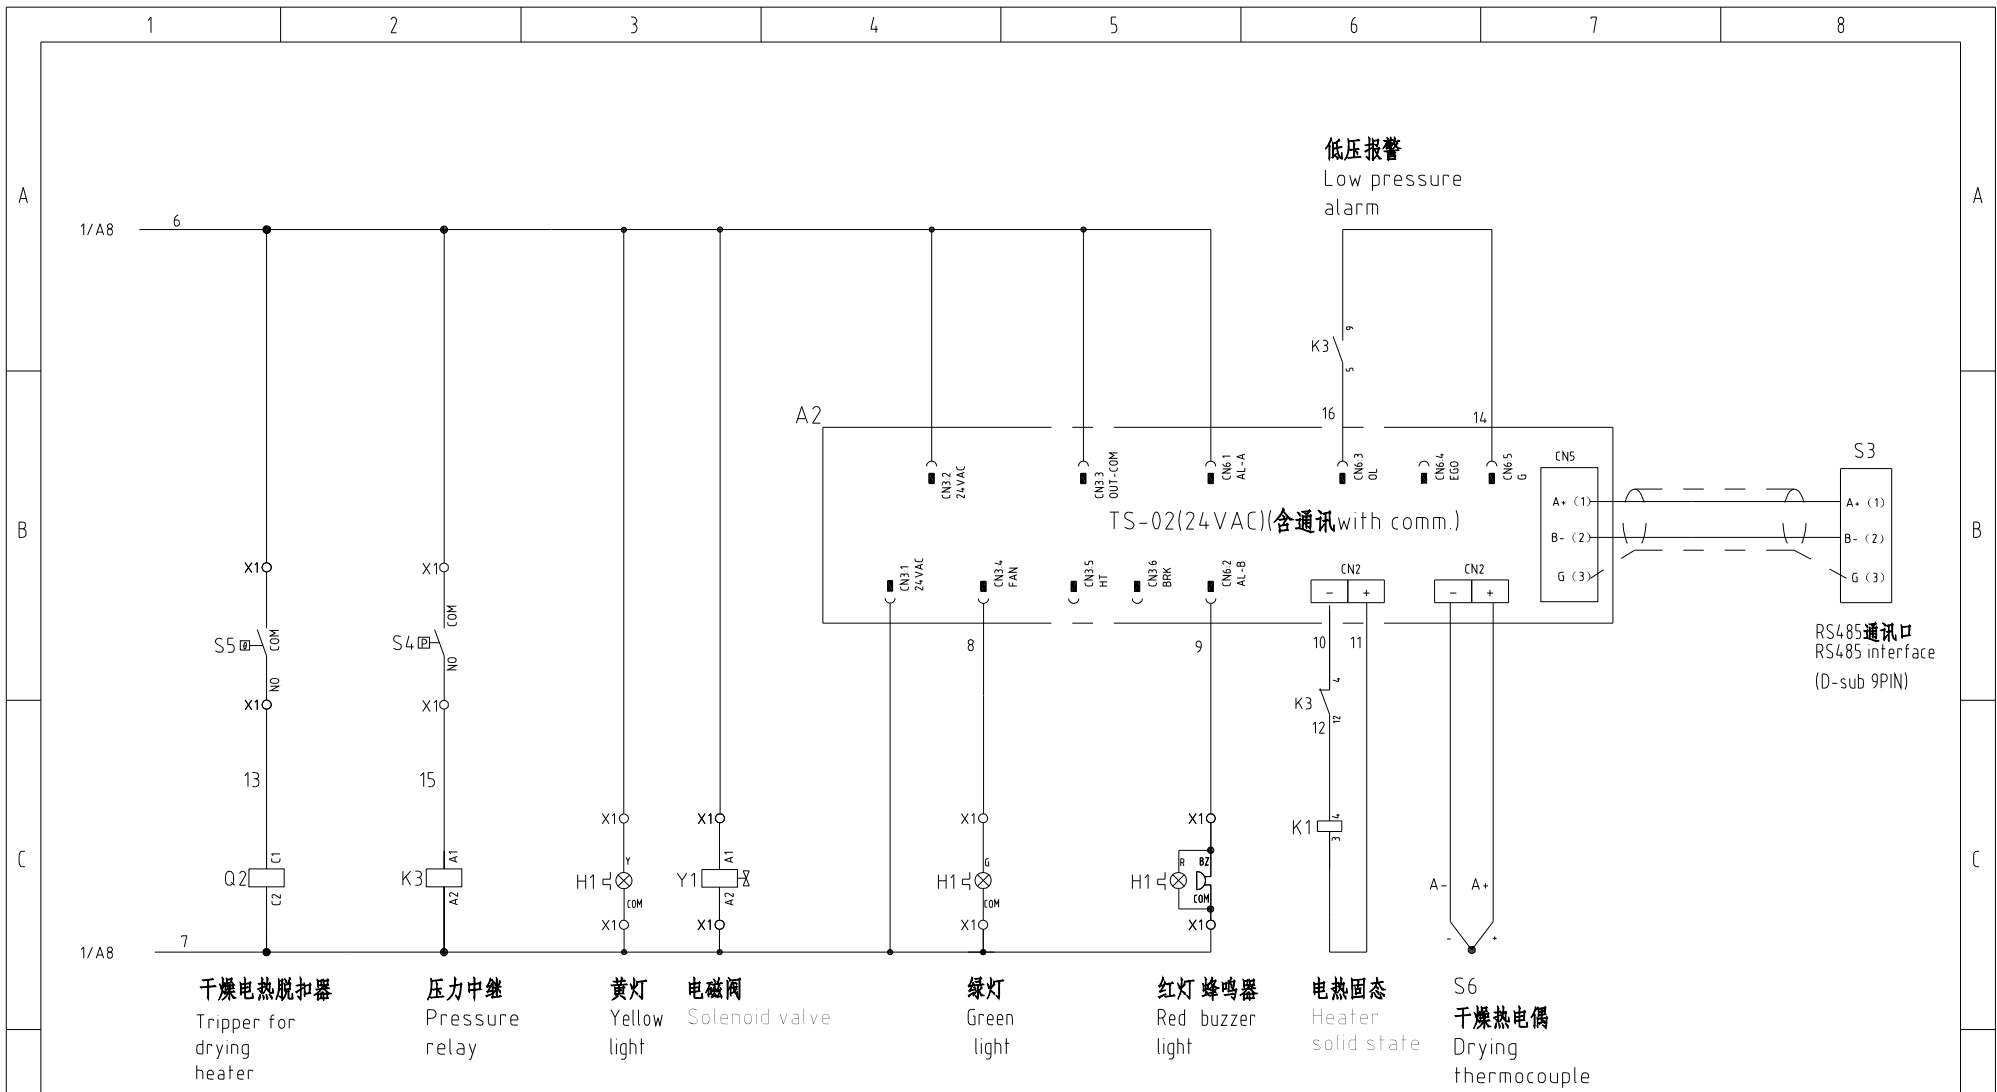 1 2 3 4 5 6 7 8
A A
B B
C C
低压报警
Low pressure
alarm
1/A8 6
K3 9 5
A2 16 14
CN3:2
24VAC
CN3:3
OUT-COM
CN6:1
AL-A
CN6:3
OL
CN6:4
EGO
CN6:5
G
CN5
A+ (1)
B- (2)
G (3)
S3
A+ (1)
B- (2)
G (3)
TS-02(24VAC)(含通讯with comm.)
CN3:1
24VAC
CN3:4
FAN
CN3:5
HT
CN3:6
BRK
CN6:2
AL-B
CN2
- +
CN2
- +
RS485通讯口
RS485 interface
(D-sub 9PIN)
X1 X1
S5 COM NO
S4 P COM NO
X1 X1
8 9 10 11
K3 4 12
12
13 15
X1 X1 X1 X1
K1 4 3
Q2 C1 C2
K3 A1 A2
H1 Y COM
Y1 A1 A2
H1 G COM
H1 R BZ COM
A- A+
X1 X1 X1 X1
- +
1/A8 7
干燥电热脱扣器
Tripper for
drying
heater
压力中继
Pressure
relay
黄灯
Yellow
light
电磁阀
Solenoid valve
绿灯
Green
light
红灯 蜂鸣器
Red buzzer
light
电热固态
Heater
solid state
S6
干燥热电偶
Drying
thermocouple